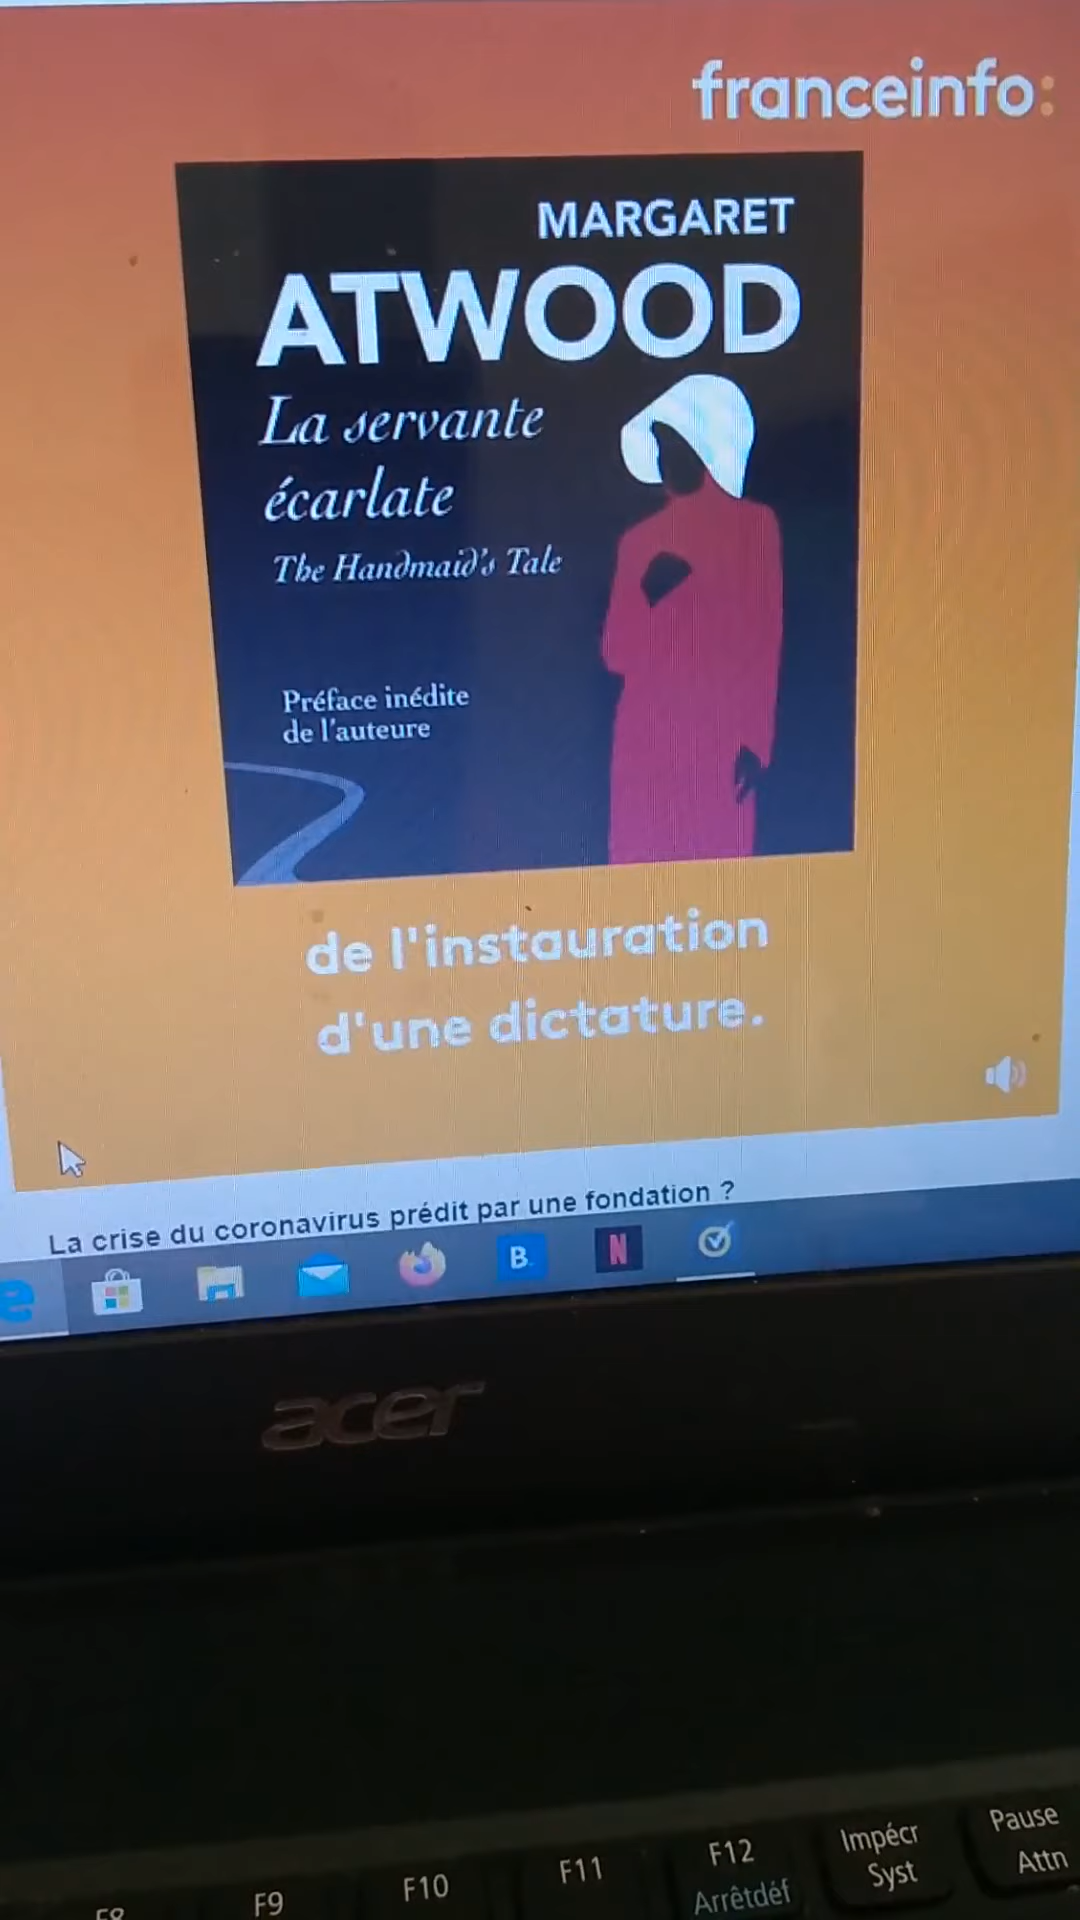 franceinfo:
MARGARET
ATWOOD
La servante
écarlate
The Handmaid's Tale
Préface inédite
de l'auteure
de l'instauration
d'une dictature.
La crise du coronavirus prédit par une fondation ?
B.
N
acer
F8
F9
F10
F11
F12
Arrêtdéf
Impécr
Syst
Pause
Attn